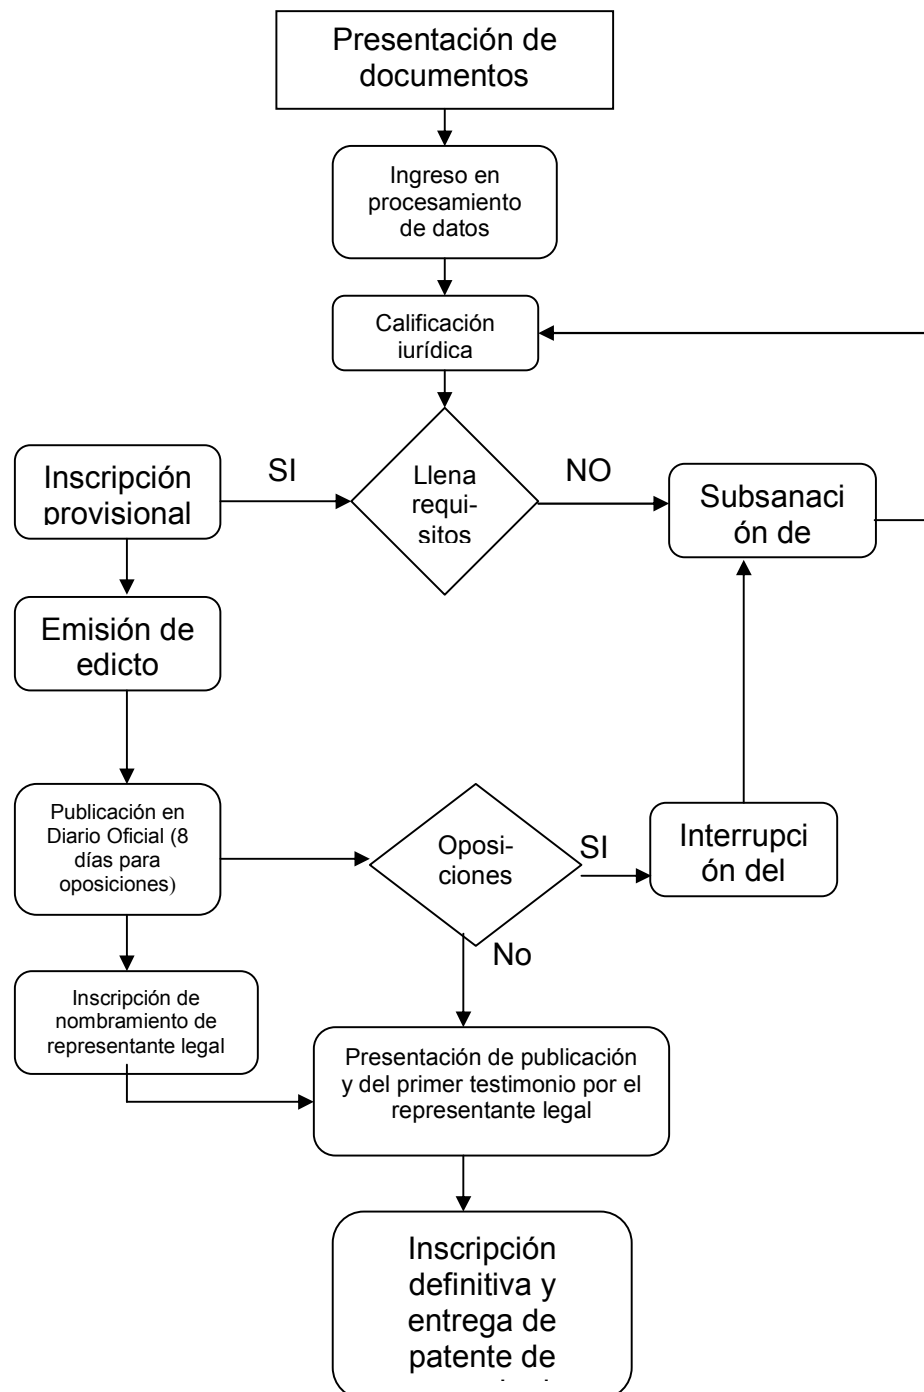 Presentación de
documentos
Ingreso en
procesamiento
de datos
Calificación
iurídica
Inscripción
provisional
SI
Llena
requi-
sitos
NO
Subsanaci
ón de
Emisión de
edicto
Publicación en
Diario Oficial (8
días para
oposiciones)
Oposi-
ciones
SI
Interrupci
ón del
No
Inscripción de
nombramiento de
representante legal
Presentación de publicación
y del primer testimonio por el
representante legal
Inscripción
definitiva y
entrega de
patente de